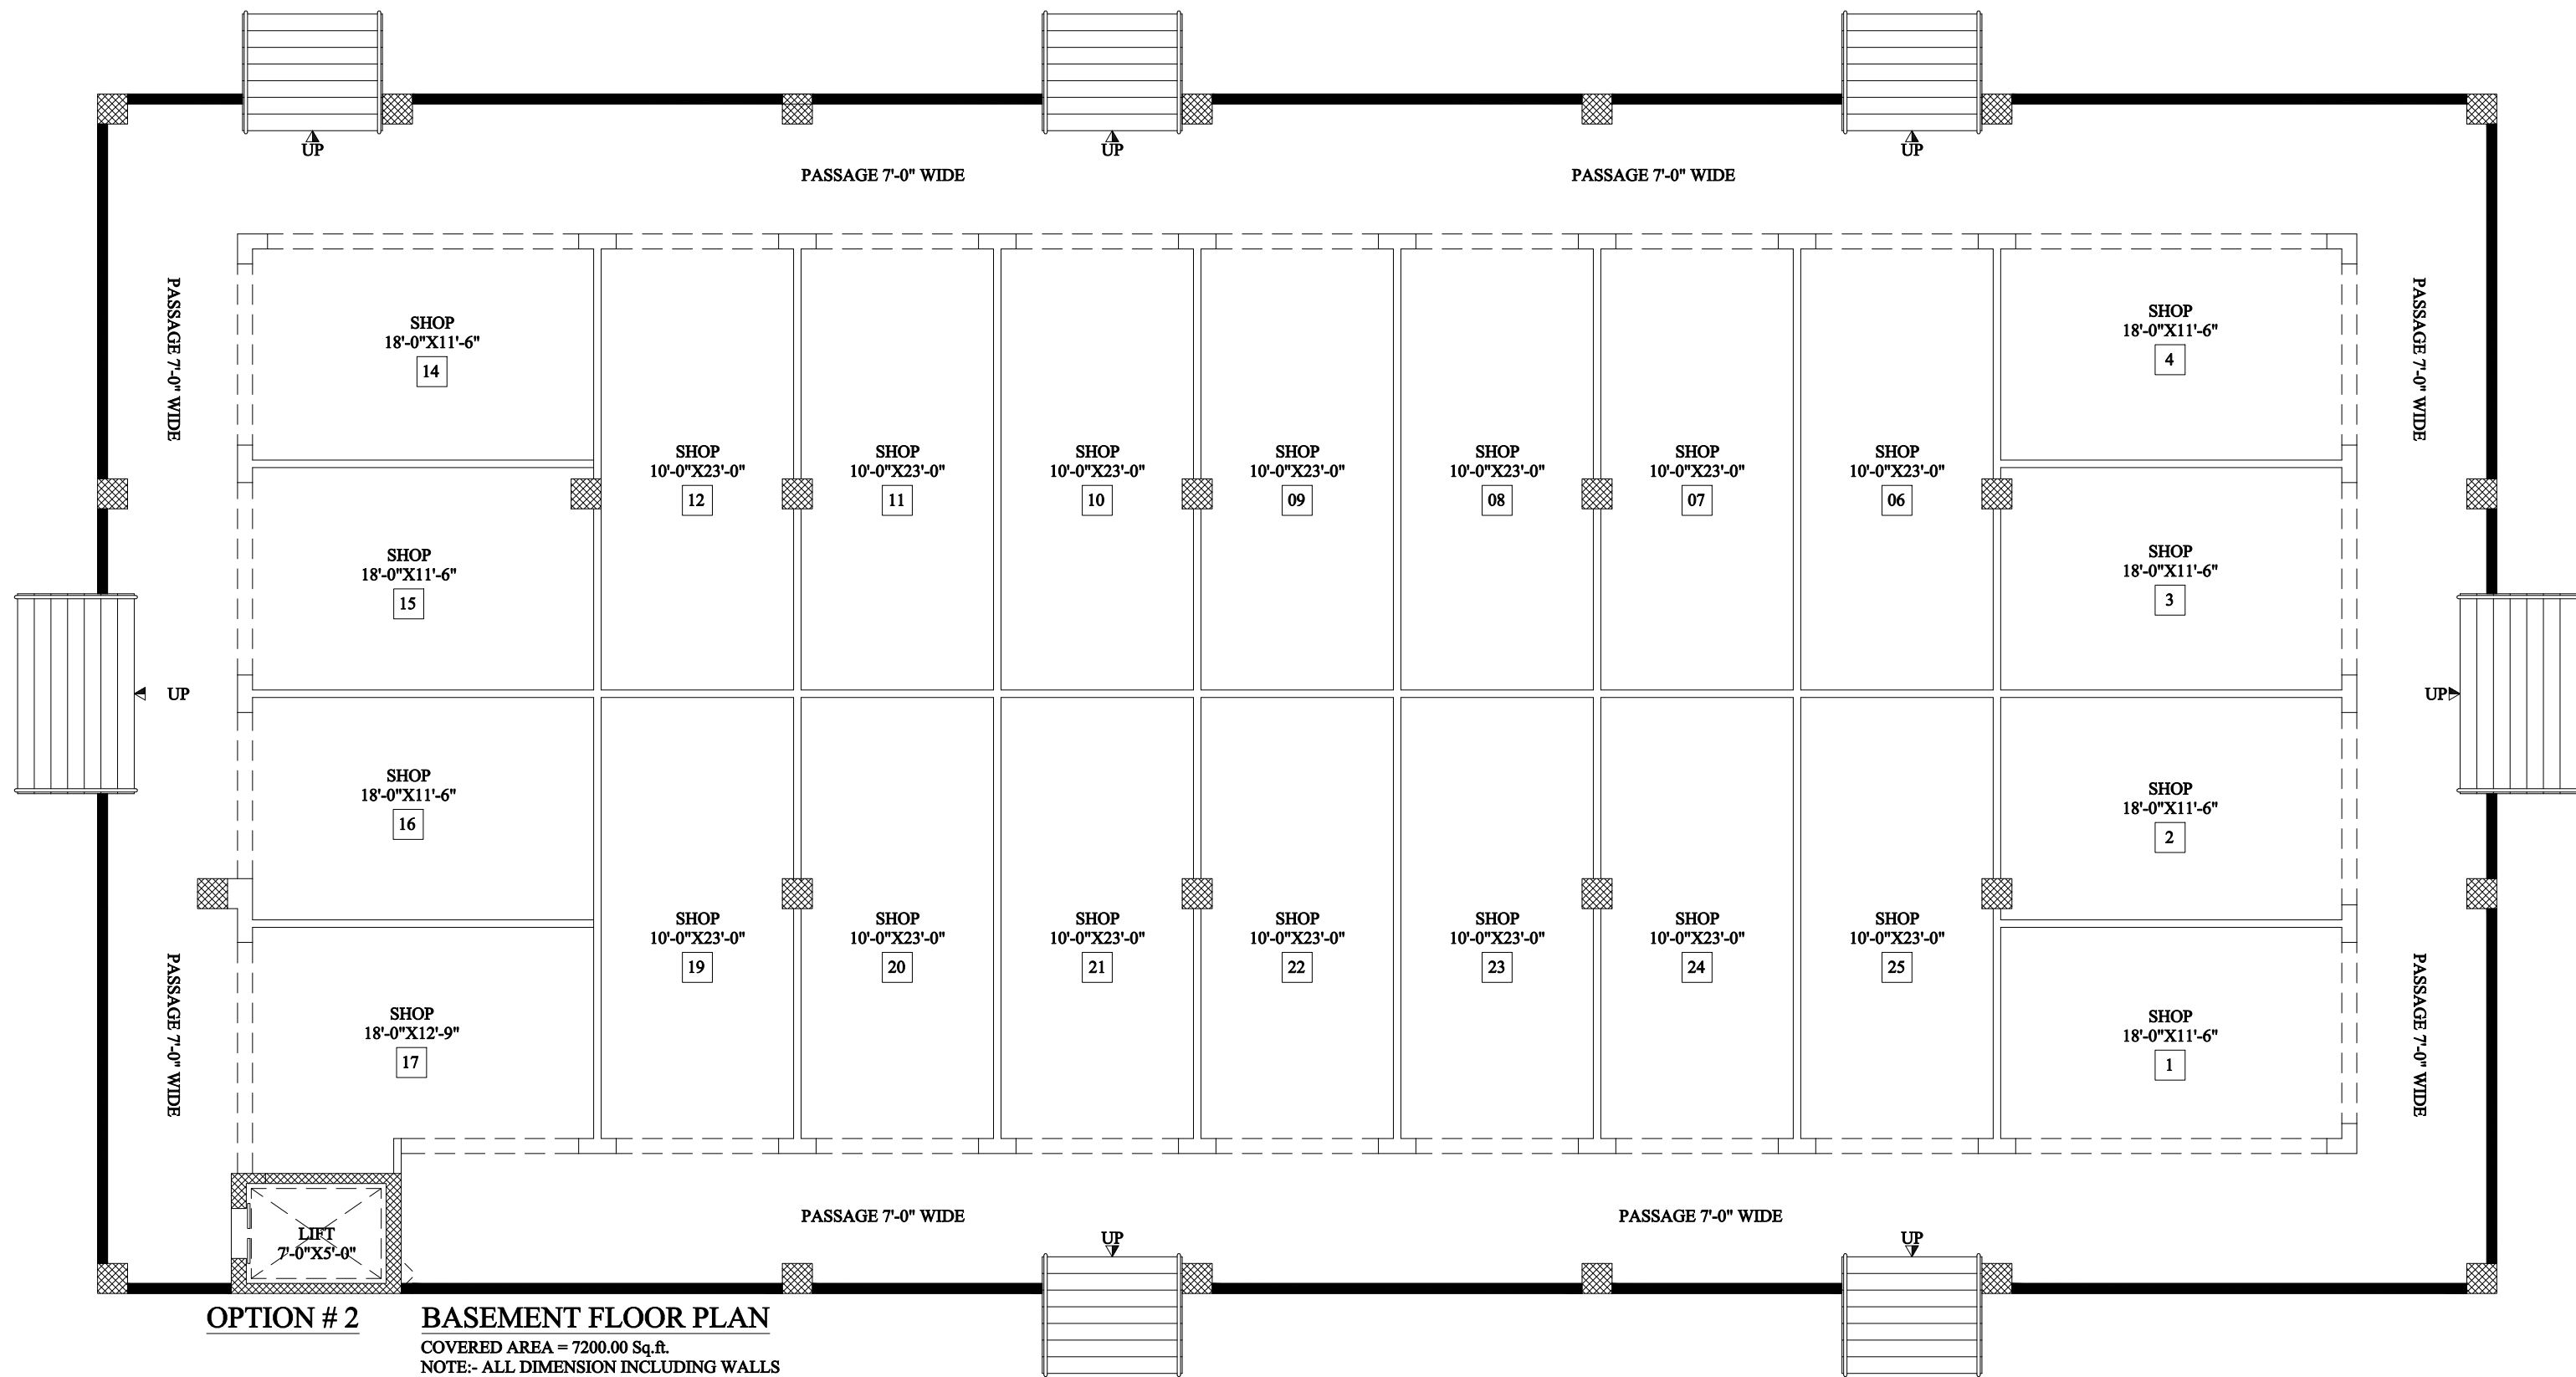 UP
UP
UP
PASSAGE 7'-0" WIDE
PASSAGE 7'-0" WIDE
PASSAGE 7'-0" WIDE
PASSAGE 7'-0" WIDE
SHOP
18'-0"X11'-6"
14
SHOP
18'-0"X11'-6"
4
SHOP
10'-0"X23'-0"
12
SHOP
10'-0"X23'-0"
11
SHOP
10'-0"X23'-0"
10
SHOP
10'-0"X23'-0"
09
SHOP
10'-0"X23'-0"
08
SHOP
10'-0"X23'-0"
07
SHOP
10'-0"X23'-0"
06
SHOP
18'-0"X11'-6"
15
SHOP
18'-0"X11'-6"
3
UP
UP
SHOP
18'-0"X11'-6"
16
SHOP
18'-0"X11'-6"
2
SHOP
10'-0"X23'-0"
19
SHOP
10'-0"X23'-0"
20
SHOP
10'-0"X23'-0"
21
SHOP
10'-0"X23'-0"
22
SHOP
10'-0"X23'-0"
23
SHOP
10'-0"X23'-0"
24
SHOP
10'-0"X23'-0"
25
PASSAGE 7'-0" WIDE
PASSAGE 7'-0" WIDE
SHOP
18'-0"X12'-9"
17
SHOP
18'-0"X11'-6"
1
PASSAGE 7'-0" WIDE
PASSAGE 7'-0" WIDE
LIFT
7'-0"X5'-0"
UP
UP
OPTION # 2
BASEMENT FLOOR PLAN
COVERED AREA = 7200.00 Sq.ft.
NOTE:- ALL DIMENSION INCLUDING WALLS